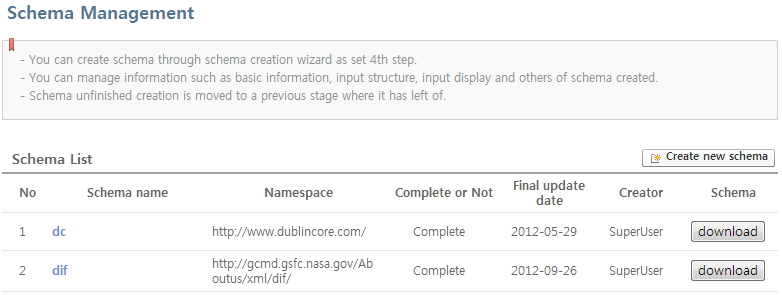 Schema Management
- You can create schema through schema creation wizard as set 4th step.
- You can manage information such as basic information, input structure, input display and others of schema created.
- Schema unfinished creation is moved to a previous stage where it has left of.
Schema List
Create new schema
No Schema name Namespace Complete or Not Final update date Creator Schema
1 dc http://www.dublincore.com/ Complete 2012-05-29 SuperUser download
2 dif http://gcmd.gsfc.nasa.gov/Ab
outus/xml/dif/ Complete 2012-09-26 SuperUser download